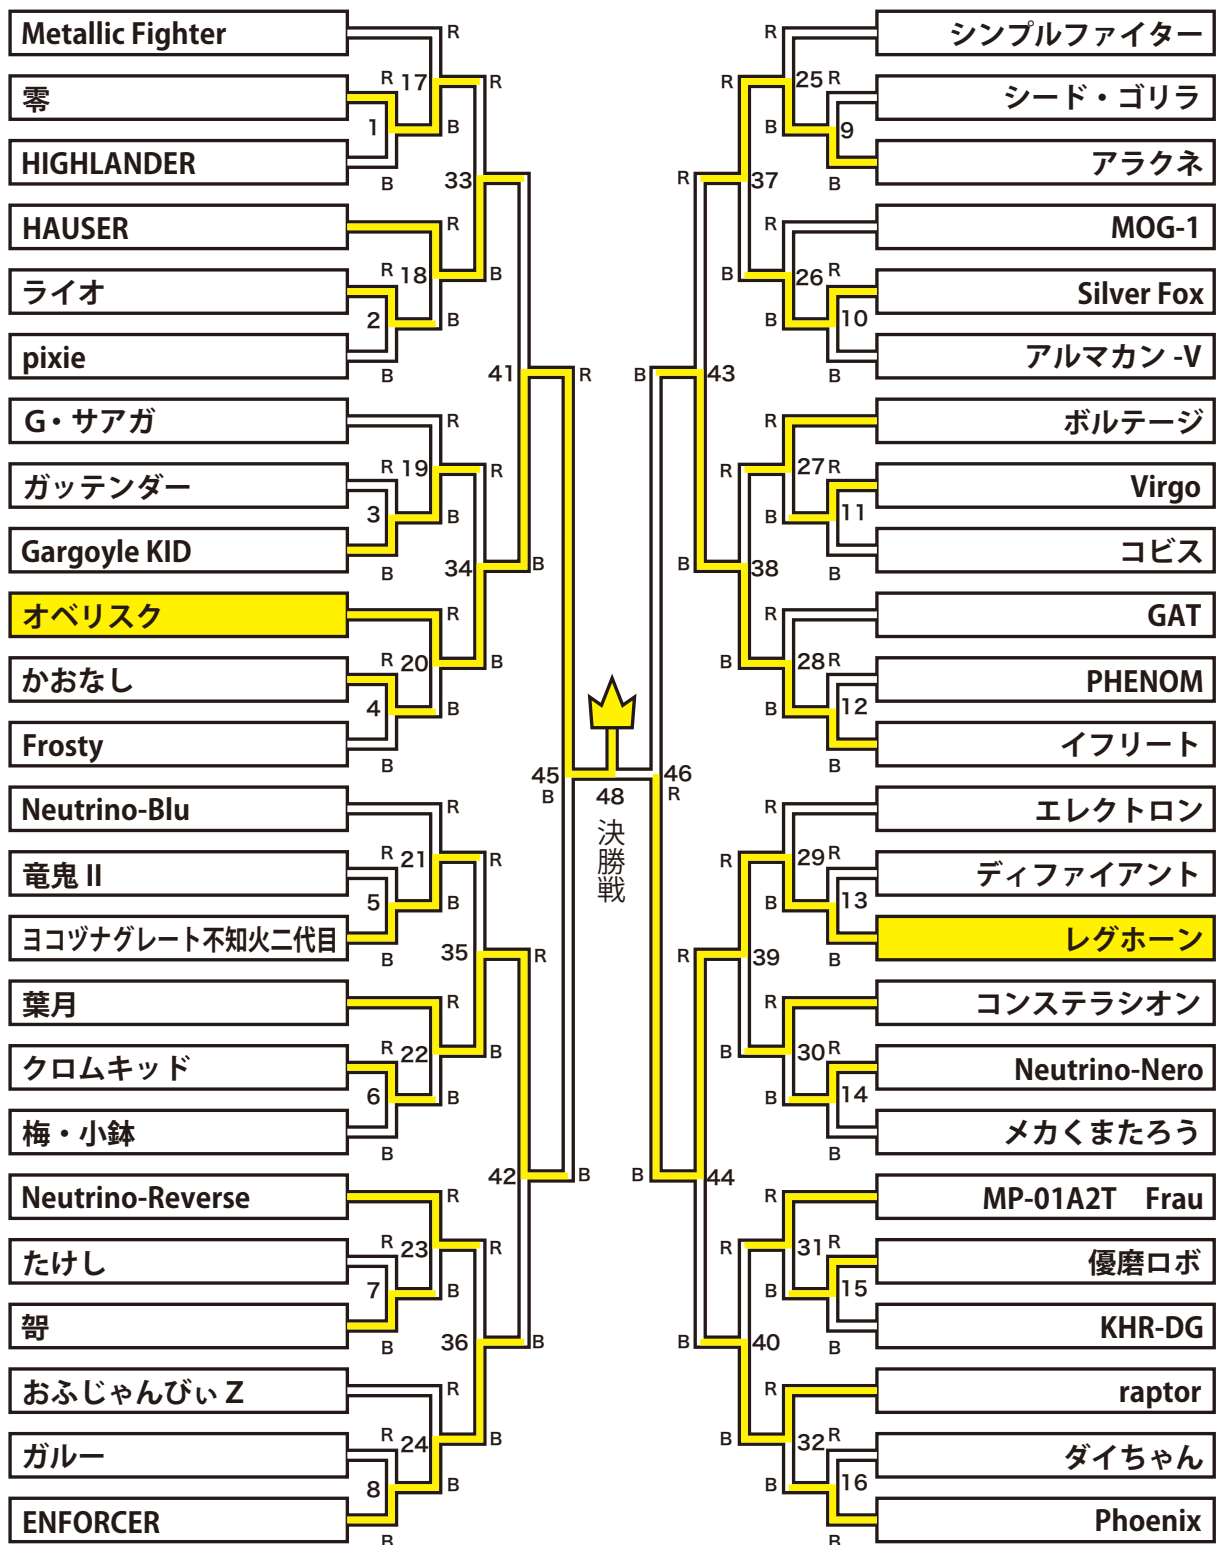 Metallic Fighter
零
HIGHLANDER
HAUSER
ライオ
pixie
G・サアガ
ガッテンダー
Gargoyle KID
オベリスク
かおなし
Frosty
Neutrino-Blu
竜鬼 II
ヨコヅナグレート不知火二代目
葉月
クロムキッド
梅・小鉢
Neutrino-Reverse
たけし
哿
おふじゃんびぃ Z
ガルー
ENFORCER
R
R 17 R
1 B
B 33
R
R 18 B
2 B
B
41 R
R
R 19 R
3 B
B 34 B
R
R 20 B
4 B
B
45
B
R
R 21 R
5 B
B 35 R
R
R 22 B
6 B
B
42 B
R
R 23 R
7 B
B 36 B
R
R 24 B
8 B
B
48
決勝戦
46
R
R
R 25 R
B 9
R 37 B
R
B 26 R
B 10
B
B 43
R
R 27 R
B 11
B 38 B
R
B 28 R
B 12
B
R
R 29 R
B 13
R 39 B
R
B 30 R
B 14
B
B 44
R
R 31 R
B 15
B 40 B
R
B 32 R
B 16
B
シンプルファイター
シード・ゴリラ
アラクネ
MOG-1
Silver Fox
アルマカン -V
ボルテージ
Virgo
コビス
GAT
PHENOM
イフリート
エレクトロン
ディファイアント
レグホーン
コンステラシオン
Neutrino-Nero
メカくまたろう
MP-01A2T　Frau
優磨ロボ
KHR-DG
raptor
ダイちゃん
Phoenix